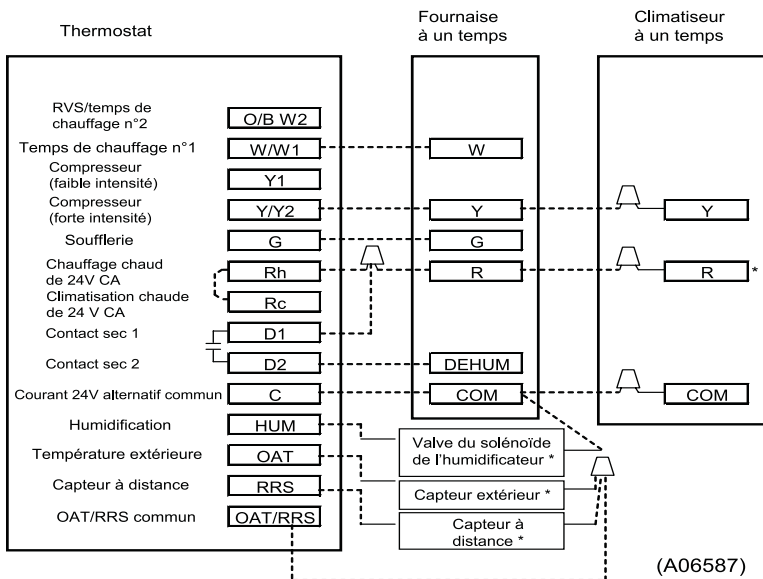 Thermostat
Fournaise
à un temps
Climatiseur
à un temps
RVS/temps de
chauffage n°2
O/B W2
Temps de chauffage n°1
W/W1
W
Compresseur
(faible intensité)
Y1
Compresseur
(forte intensité)
Y/Y2
Y
Y
Soufflerie
G
G
Chauffage chaud
de 24V CA
Rh
R
R *
Climatisation chaude
de 24 V CA
Rc
Contact sec 1
D1
Contact sec 2
D2
DEHUM
Courant 24V alternatif commun
C
COM
COM
Humidification
HUM
Valve du solénoïde
de l'humidificateur *
Température extérieure
OAT
Capteur extérieur *
Capteur à distance
RRS
Capteur à
distance *
OAT/RRS commun
OAT/RRS
(A06587)